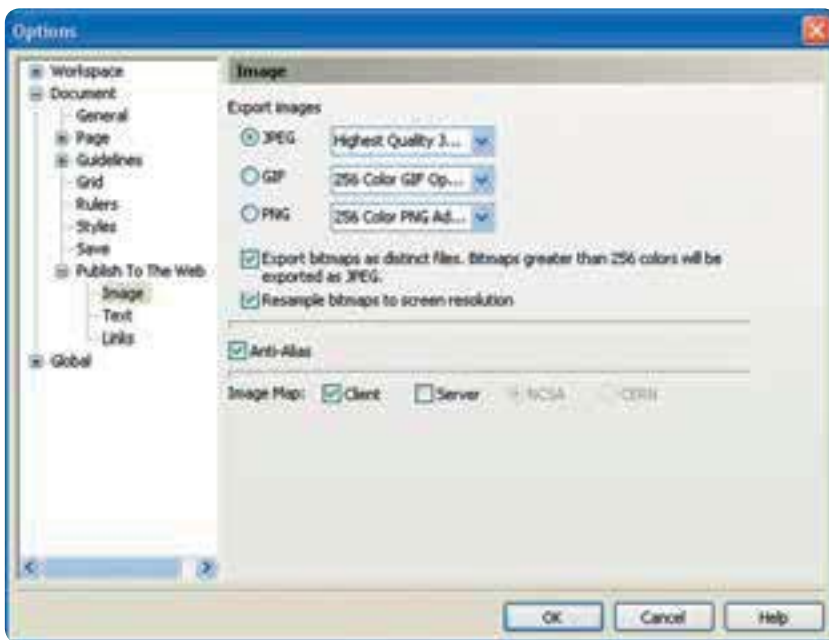 Options
Workspace
Document
General
Page
Guidelines
Grid
Rulers
Styles
Save
Publish To The Web
Image
Text
Links
Global
Image
Export images
JPEG Highest Quality J...
GIF 256 Color GIF Op...
PNG 256 Color PNG Ad...
Export bitmaps as distinct files. Bitmaps greater than 256 colors will be
exported as JPEG.
Resample bitmaps to screen resolution
Anti-Alias
Image Map: Client Server NCSA CERN
OK Cancel Help